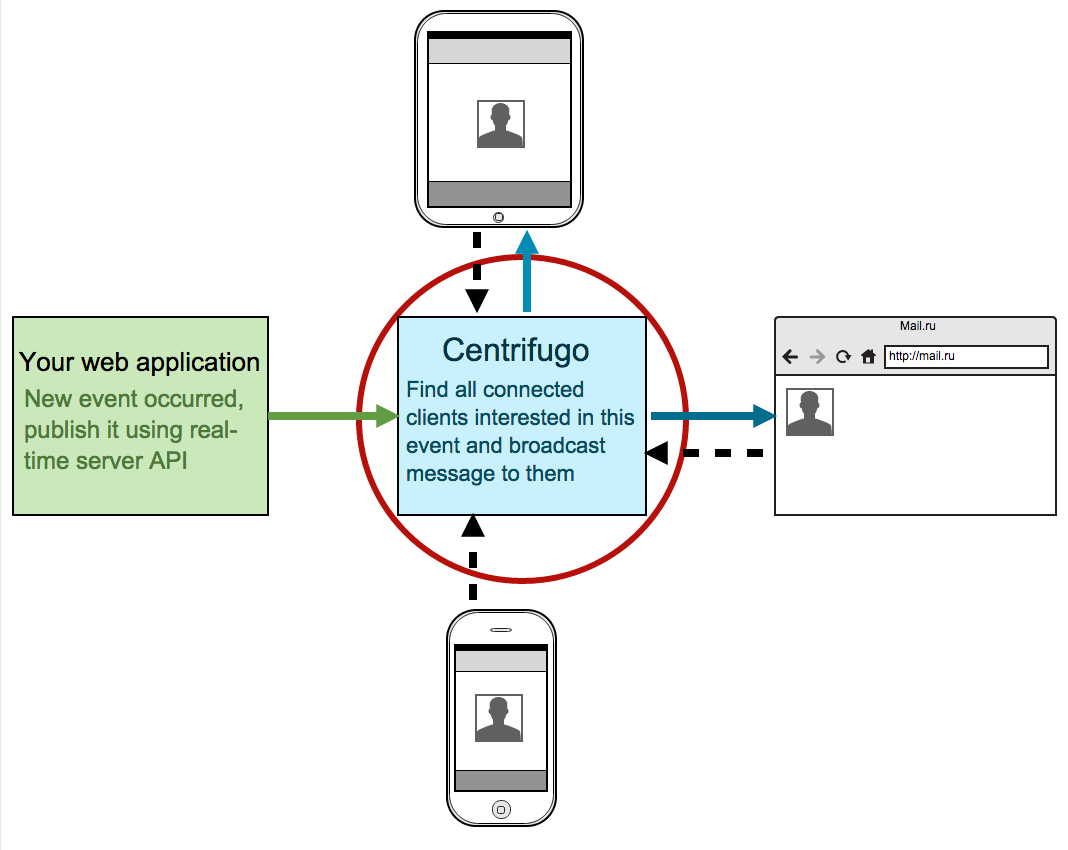 Your web application
New event occurred,
publish it using real-
time server API
Centrifugo
Find all connected
clients interested in this
event and broadcast
message to them
Mail.ru
http://mail.ru